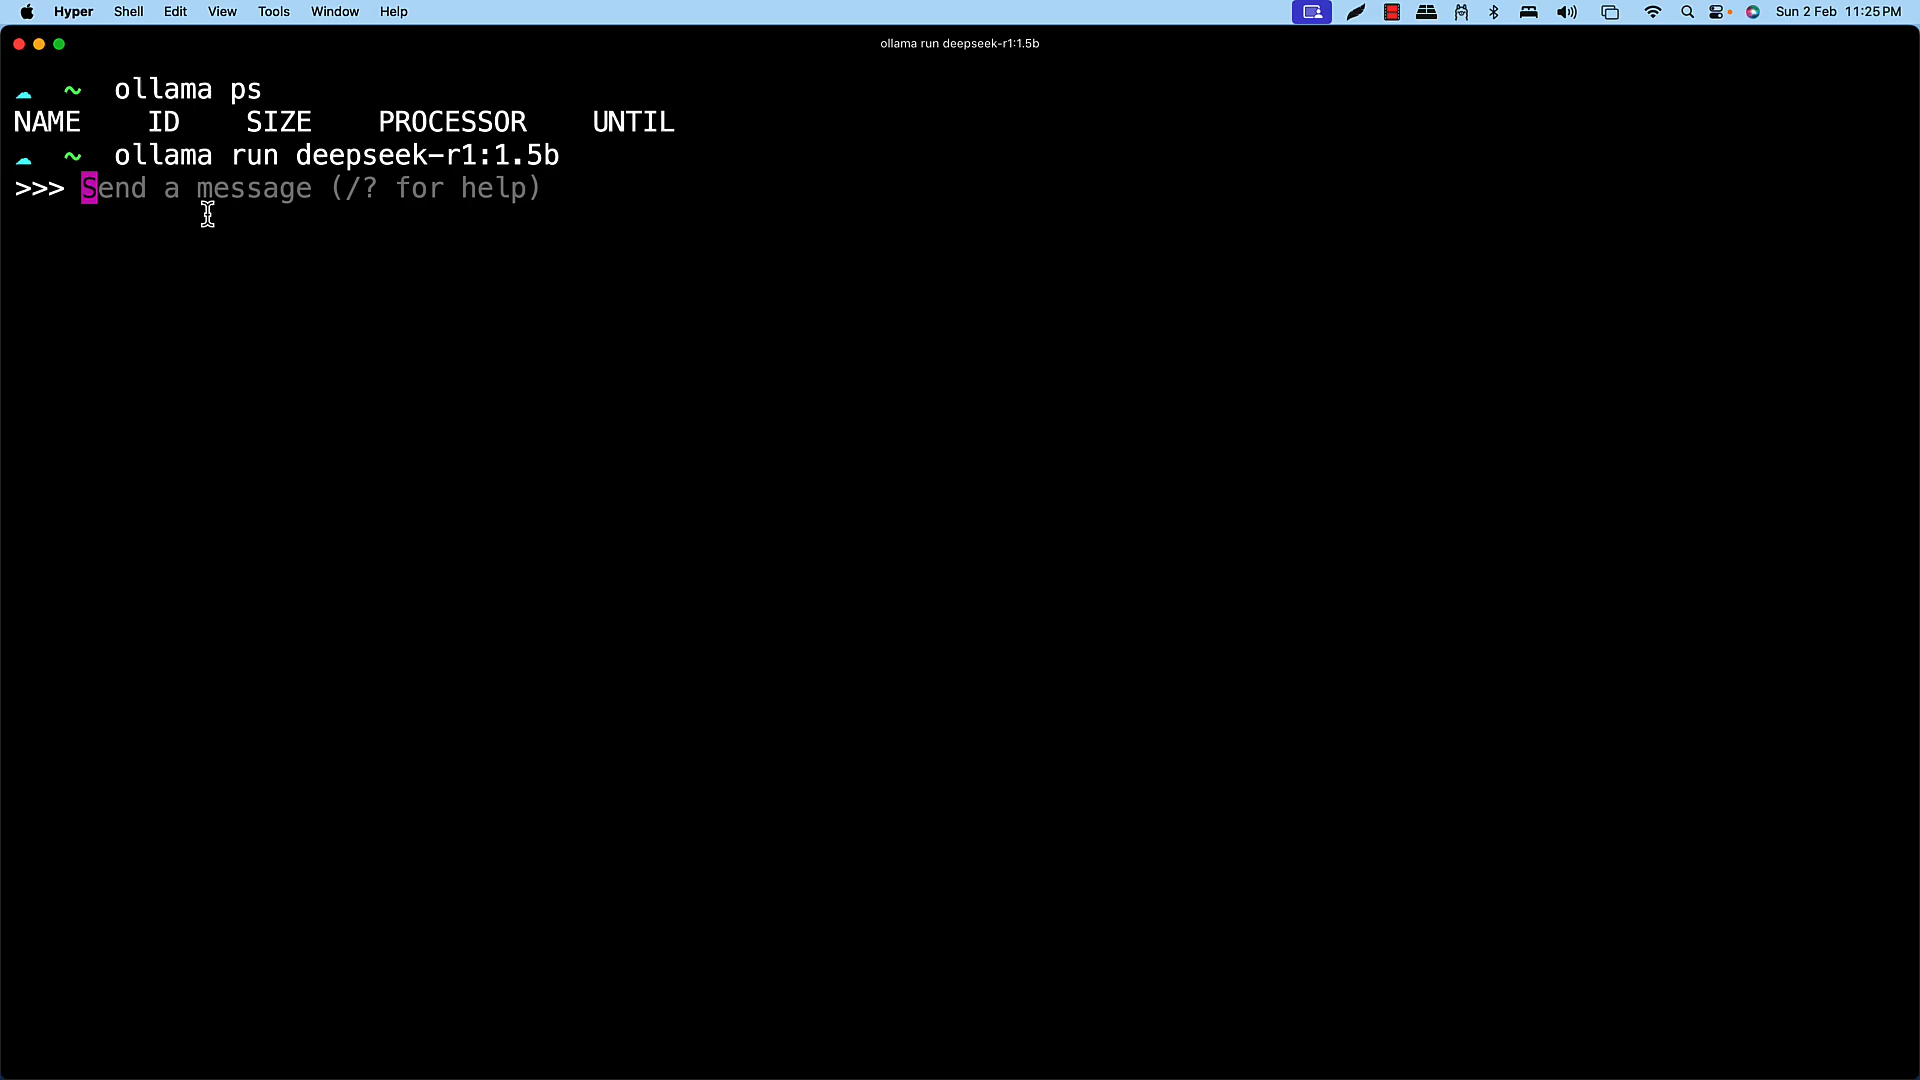 Hyper Shell Edit View Tools Window Help Sun 2 Feb 11:25 PM
ollama run deepseek-r1:1.5b
~ ollama ps
NAME ID SIZE PROCESSOR UNTIL
~ ollama run deepseek-r1:1.5b
>>> Send a message (/? for help)